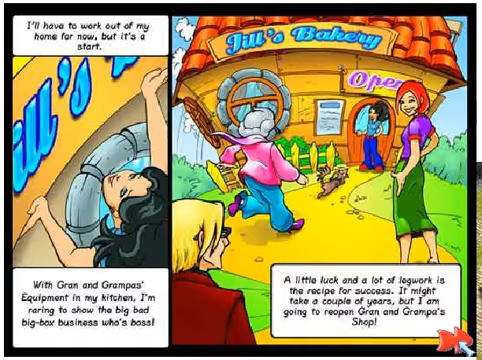 I'll have to work out of my
home for now, but it's a
start.
ill's B
With Gran and Grampas'
Equipment in my kitchen, I'm
raring to show the big bad
big-box business who's boss!
Jill's Bakery
Open
A little luck and a lot of legwork is
the recipe for success. It might
take a couple of years, but I am
going to reopen Gran and Grampa's
Shop!